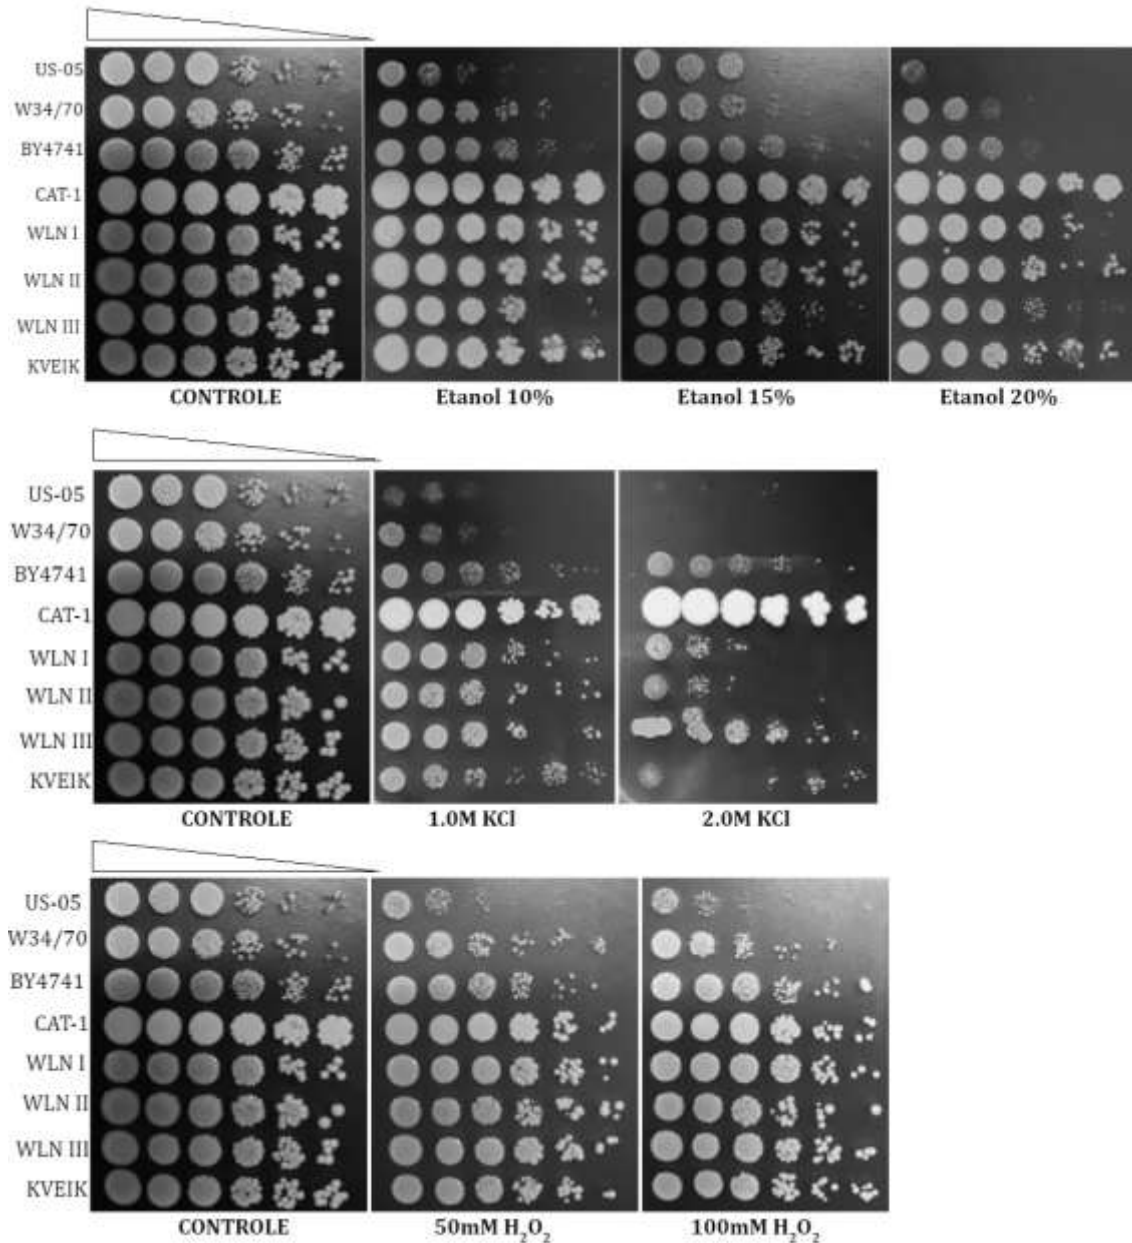 US-05
W34/70
BY4741
CAT-1
WLN I
WLN II
WLN III
KVEIK
CONTROLE Etanol 10% Etanol 15% Etanol 20%
US-05
W34/70
BY4741
CAT-1
WLN I
WLN II
WLN III
KVEIK
CONTROLE 1.0M KCl 2.0M KCl
US-05
W34/70
BY4741
CAT-1
WLN I
WLN II
WLN III
KVEIK
CONTROLE 50mM H₂O₂ 100mM H₂O₂